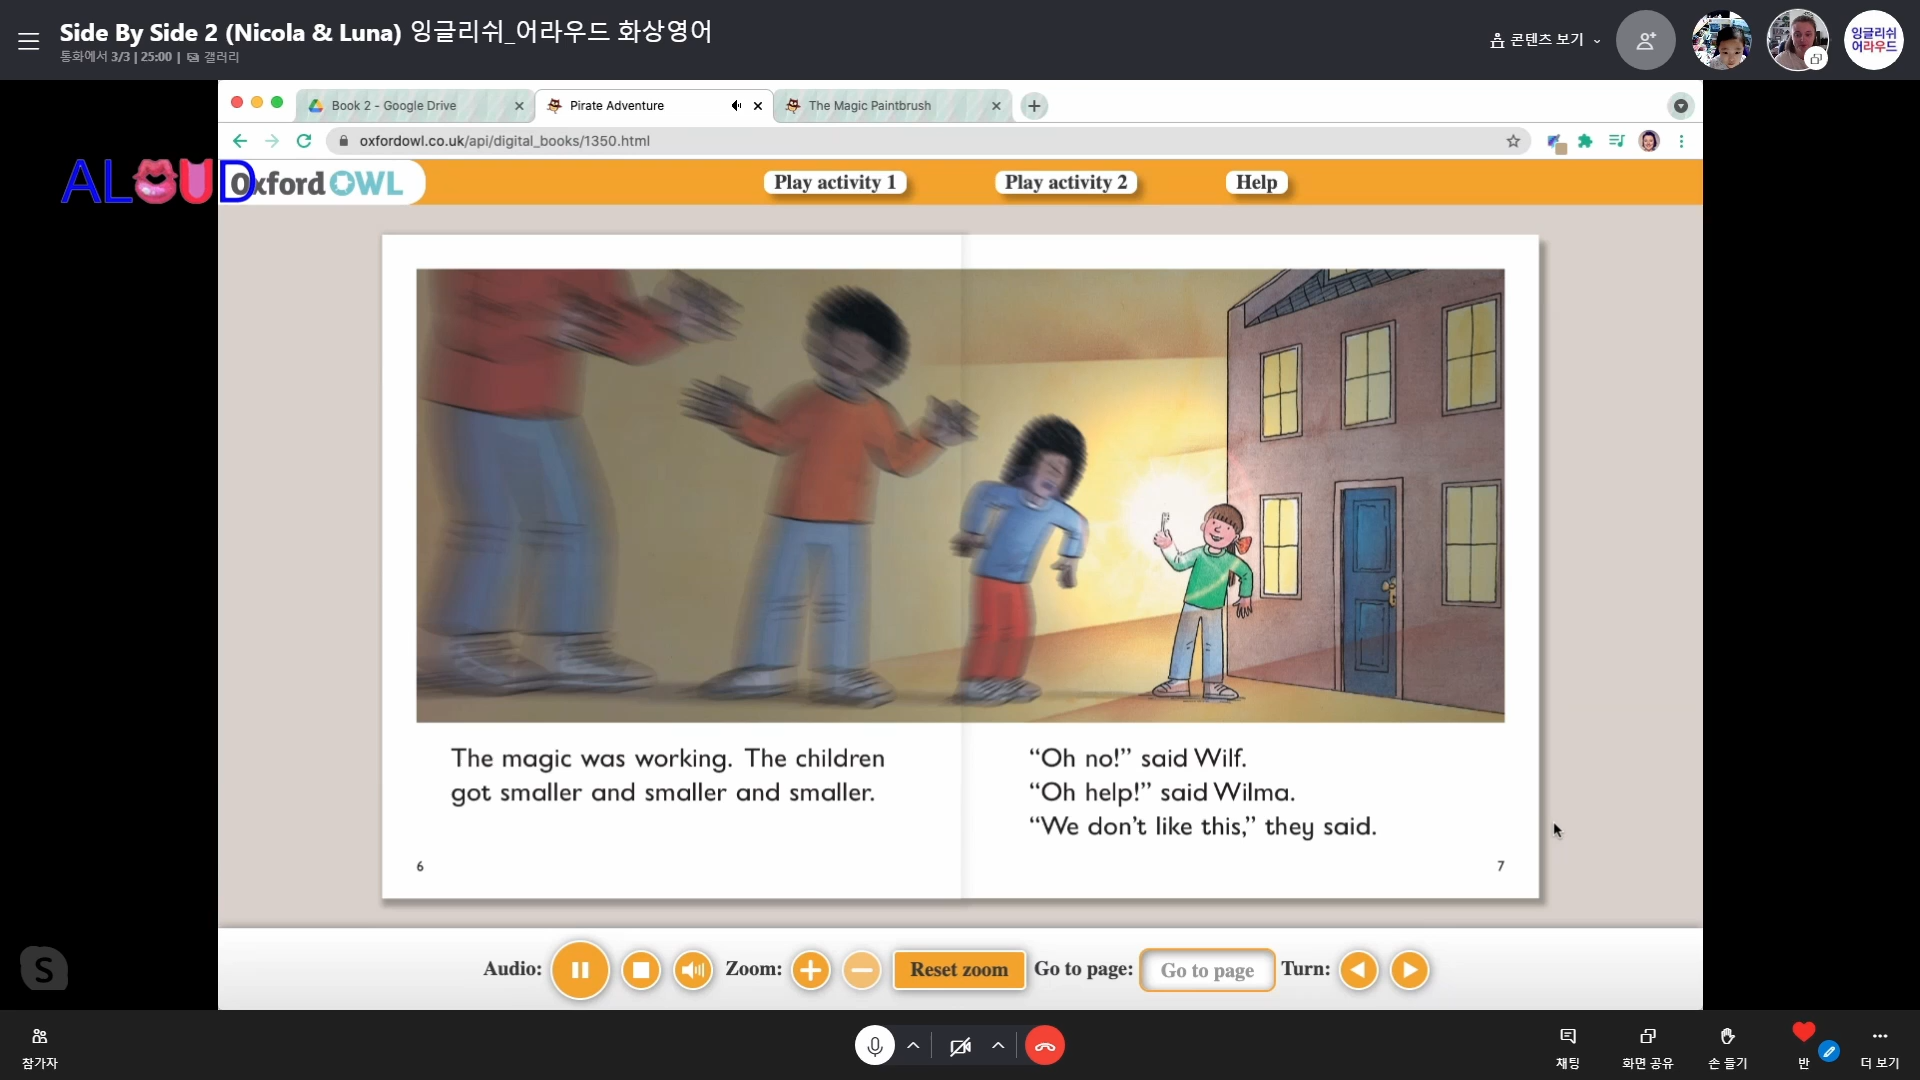 Side By Side 2 (Nicola & Luna) 잉글리쉬_어라우드 화상영어
통화에서 3/3 | 25:00 | 갤러리
콘텐츠 보기
잉글리쉬
어라우드
Book 2 - Google Drive
Pirate Adventure
The Magic Paintbrush
oxfordowl.co.uk/api/digital_books/1350.html
ALOUD
Oxford OWL
Play activity 1
Play activity 2
Help
The magic was working. The children
got smaller and smaller and smaller.
6
“Oh no!” said Wilf.
“Oh help!” said Wilma.
“We don’t like this,” they said.
7
Audio:
Zoom:
Reset zoom
Go to page:
Go to page
Turn:
S
참가자
채팅
화면 공유
손 들기
반
더 보기